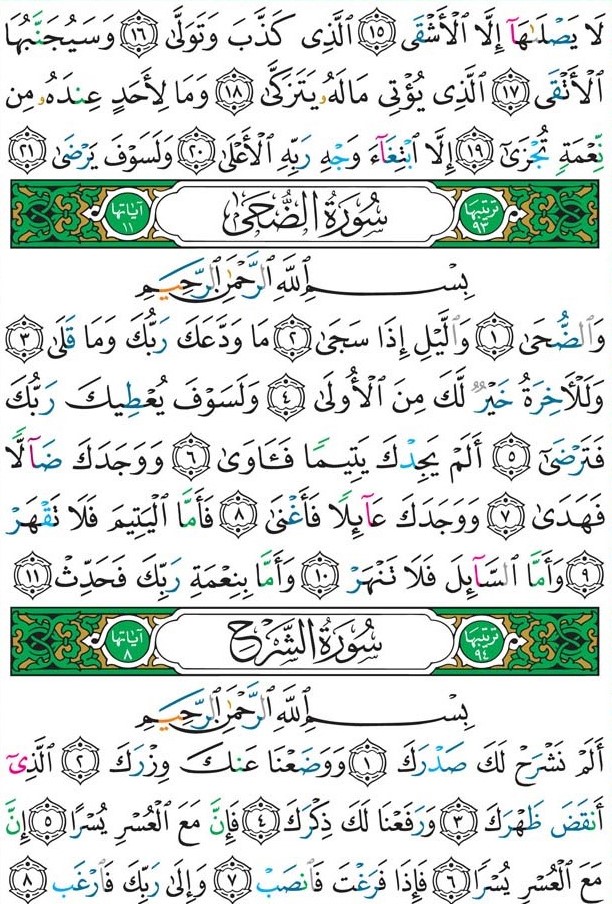 لَا يَصْلَىٰهَآ إِلَّا ٱلْأَشْقَى ١٥ ٱلَّذِى كَذَّبَ وَتَوَلَّىٰ ١٦ وَسَيُجَنَّبُهَا
ٱلْأَتْقَى ١٧ ٱلَّذِى يُؤْتِى مَالَهُۥ يَتَزَكَّىٰ ١٨ وَمَا لِأَحَدٍ عِندَهُۥ مِن
نِّعْمَةٍ تُجْزَىٰٓ ١٩ إِلَّا ٱبْتِغَآءَ وَجْهِ رَبِّهِ ٱلْأَعْلَىٰ ٢٠ وَلَسَوْفَ يَرْضَىٰ ٢١
ترتيبها ٩٣ سُورَةُ الضُّحَىٰ آياتها ١١
بِسْمِ ٱللَّهِ ٱلرَّحْمَٰنِ ٱلرَّحِيمِ
وَٱلضُّحَىٰ ١ وَٱلَّيْلِ إِذَا سَجَىٰ ٢ مَا وَدَّعَكَ رَبُّكَ وَمَا قَلَىٰ ٣
وَلَلْأَخِرَةُ خَيْرٌ لَّكَ مِنَ ٱلْأُولَىٰ ٤ وَلَسَوْفَ يُعْطِيكَ رَبُّكَ
فَتَرْضَىٰٓ ٥ أَلَمْ يَجِدْكَ يَتِيمًا فَـَٔاوَىٰ ٦ وَوَجَدَكَ ضَآلًّا
فَهَدَىٰ ٧ وَوَجَدَكَ عَآئِلًا فَأَغْنَىٰ ٨ فَأَمَّا ٱلْيَتِيمَ فَلَا تَقْهَرْ
٩ وَأَمَّا ٱلسَّآئِلَ فَلَا تَنْهَرْ ١٠ وَأَمَّا بِنِعْمَةِ رَبِّكَ فَحَدِّثْ ١١
ترتيبها ٩٤ سُورَةُ الشَّرْحِ آياتها ٨
بِسْمِ ٱللَّهِ ٱلرَّحْمَٰنِ ٱلرَّحِيمِ
أَلَمْ نَشْرَحْ لَكَ صَدْرَكَ ١ وَوَضَعْنَا عَنكَ وِزْرَكَ ٢ ٱلَّذِىٓ
أَنقَضَ ظَهْرَكَ ٣ وَرَفَعْنَا لَكَ ذِكْرَكَ ٤ فَإِنَّ مَعَ ٱلْعُسْرِ يُسْرًا ٥ إِنَّ
مَعَ ٱلْعُسْرِ يُسْرًا ٦ فَإِذَا فَرَغْتَ فَٱنصَبْ ٧ وَإِلَىٰ رَبِّكَ فَٱرْغَب ٨